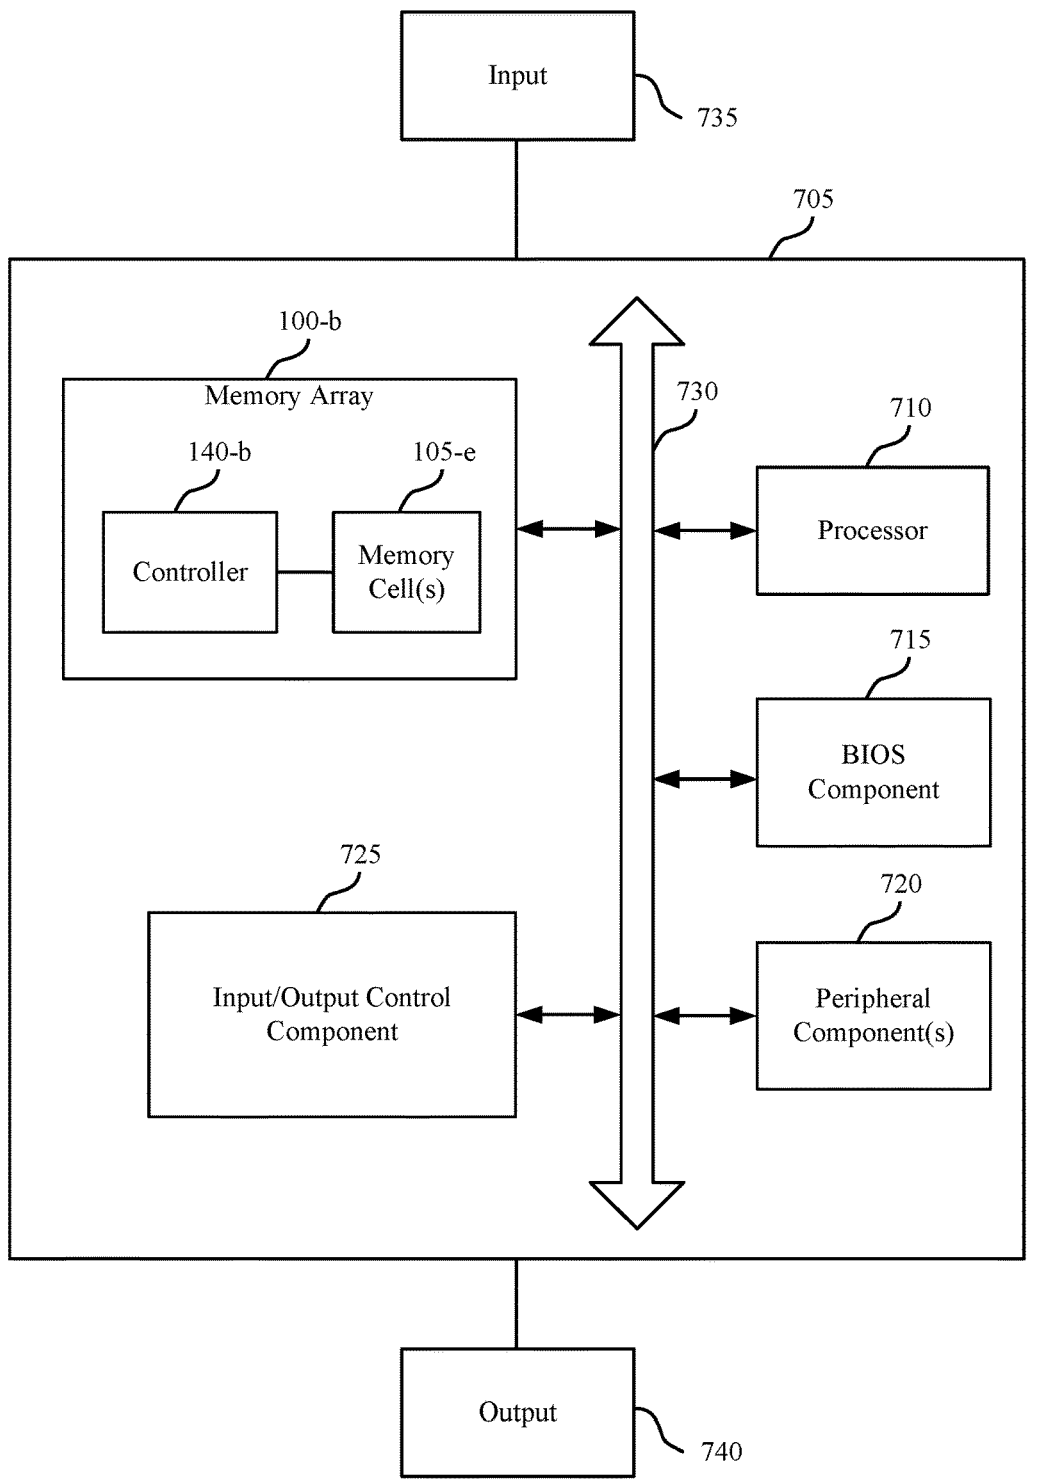 Input
735
705
100-b
Memory Array
140-b
105-e
Controller
Memory
Cell(s)
730
710
Processor
715
BIOS
Component
725
Input/Output Control
Component
720
Peripheral
Component(s)
Output
740